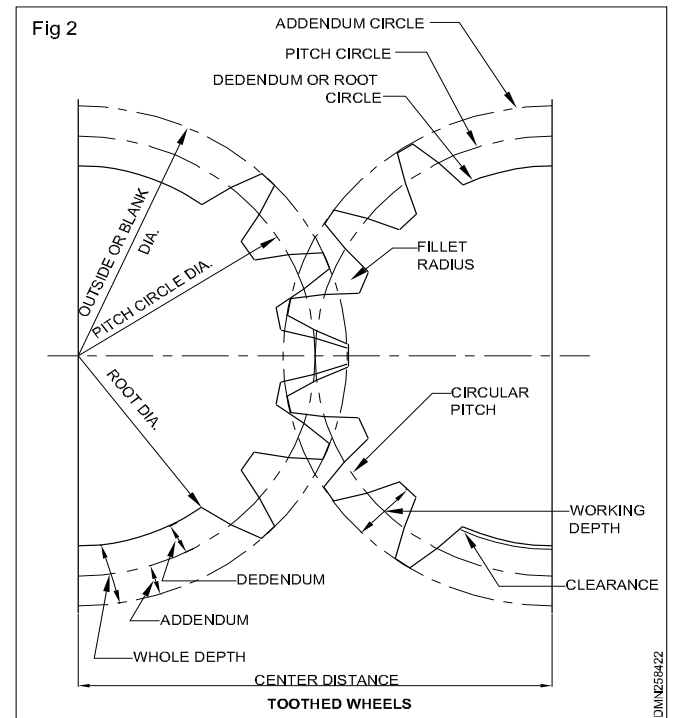 Fig 2
ADDENDUM CIRCLE
PITCH CIRCLE
DEDENDUM OR ROOT
CIRCLE
OUTSIDE OR BLANK
DIA.
PITCH CIRCLE DIA.
FILLET
RADIUS
ROOT DIA.
CIRCULAR
PITCH
WORKING
DEPTH
DEDENDUM
CLEARANCE
ADDENDUM
WHOLE DEPTH
CENTER DISTANCE
TOOTHED WHEELS
DMN258422